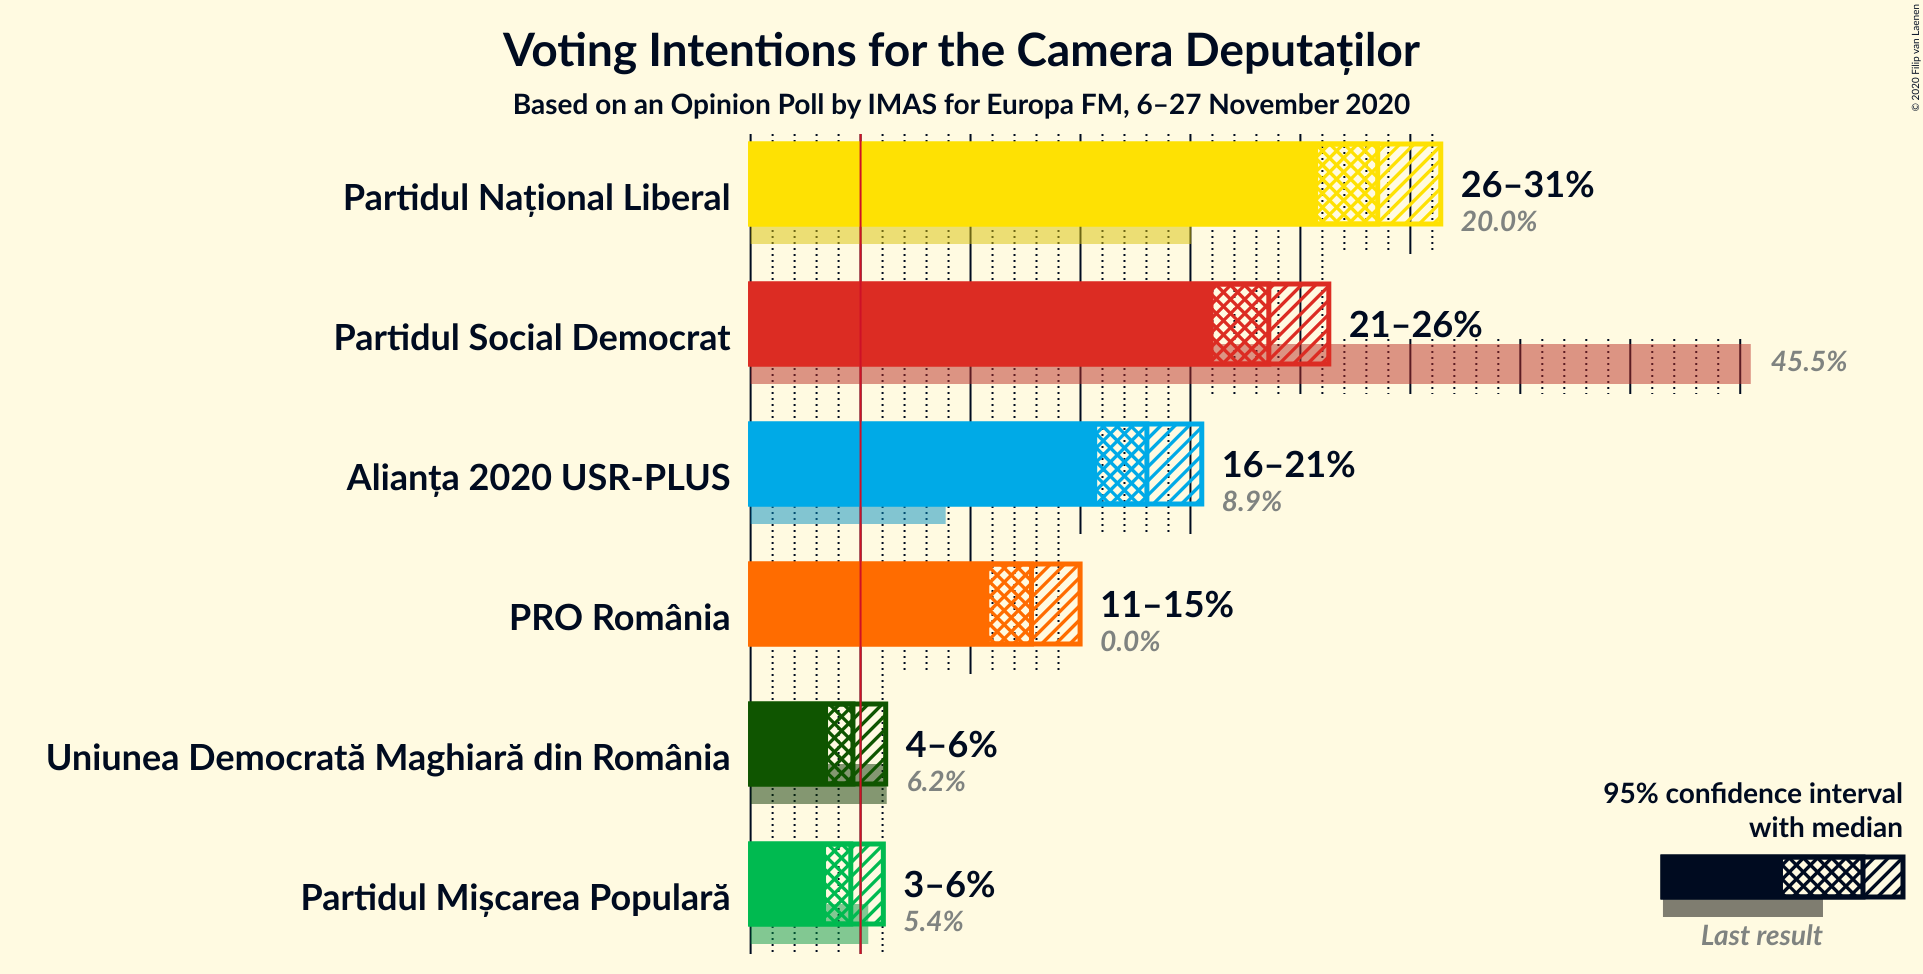 Voting Intentions for the Camera Deputaților
Based on an Opinion Poll by IMAS for Europa FM, 6–27 November 2020
© 2020 Filip van Laenen
Partidul Național Liberal
26–31%
20.0%
Partidul Social Democrat
21–26%
45.5%
Alianța 2020 USR-PLUS
16–21%
8.9%
PRO România
11–15%
0.0%
Uniunea Democrată Maghiară din România
4–6%
6.2%
Partidul Mișcarea Populară
3–6%
5.4%
95% confidence interval
with median
Last result